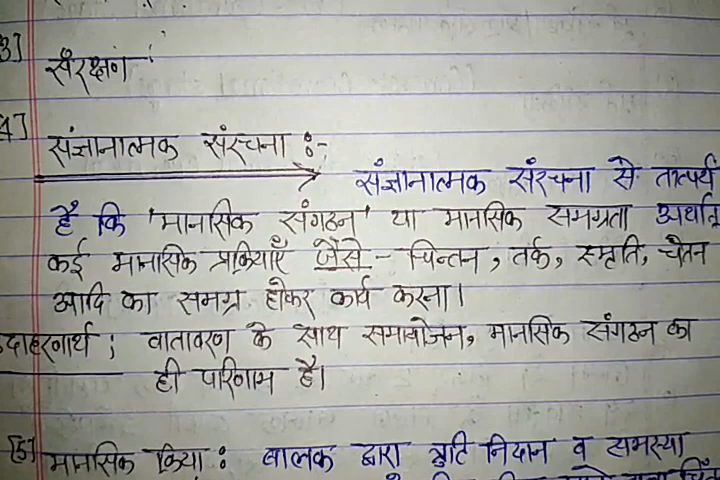 3] संरक्षण :
4] संज्ञानात्मक संरचना :-
संज्ञानात्मक संरचना से तात्पर्य
है कि 'मानसिक संगठन' या मानसिक समग्रता अर्थात्
कई मानसिक प्रक्रियाएँ जैसे - चिन्तन, तर्क, स्मृति, चेतन
आदि का समग्र होकर कार्य करना।
उदाहरणार्थ ; वातावरण के साथ समायोजन, मानसिक संगठन का
ही परिणाम है।
[5] मानसिक क्रिया : बालक द्वारा त्रुटि निदान व समस्या